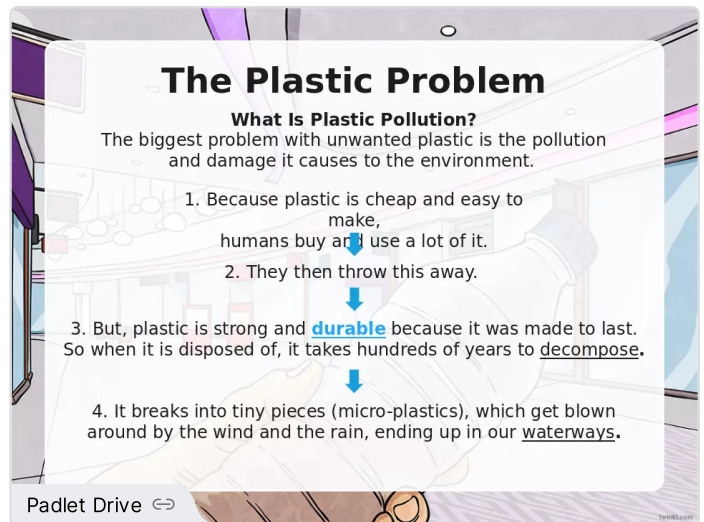 The Plastic Problem
What Is Plastic Pollution?
The biggest problem with unwanted plastic is the pollution
and damage it causes to the environment.
1. Because plastic is cheap and easy to
make,
humans buy and use a lot of it.
2. They then throw this away.
3. But, plastic is strong and durable because it was made to last.
So when it is disposed of, it takes hundreds of years to decompose.
4. It breaks into tiny pieces (micro-plastics), which get blown
around by the wind and the rain, ending up in our waterways.
Padlet Drive
twinkl.com